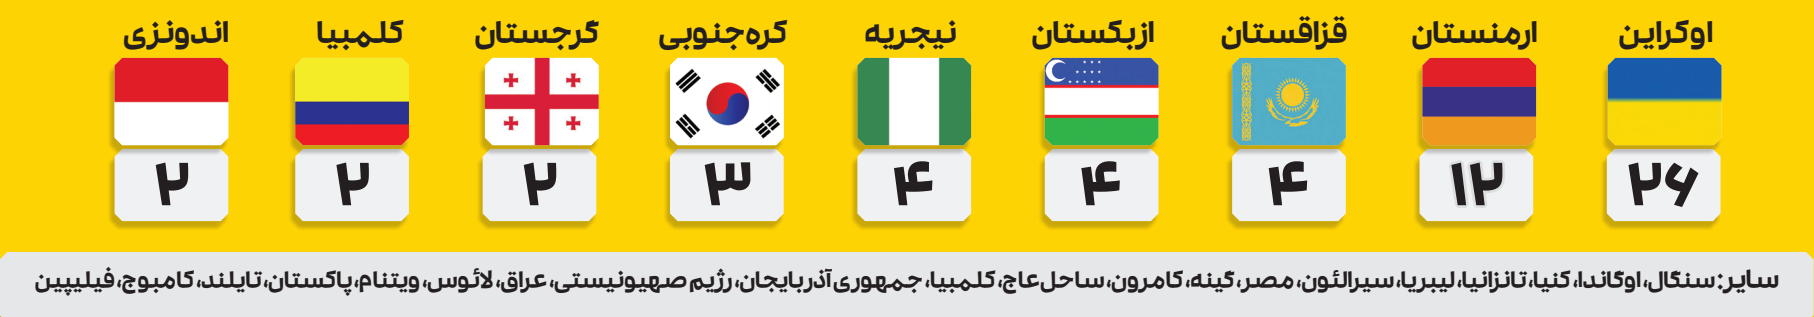 اوکراین ارمنستان قزاقستان ازبکستان نیجریه کره‌جنوبی گرجستان کلمبیا اندونزی
۲۶ ۱۲ ۴ ۴ ۴ ۳ ۲ ۲ ۲
سایر: سنگال، اوگاندا، کنیا، تانزانیا، لیبریا، سیرالئون، مصر، گینه، کامرون، ساحل‌عاج، کلمبیا، جمهوری آذربایجان، رژیم صهیونیستی، عراق، لائوس، ویتنام، پاکستان، تایلند، کامبوج، فیلیپین